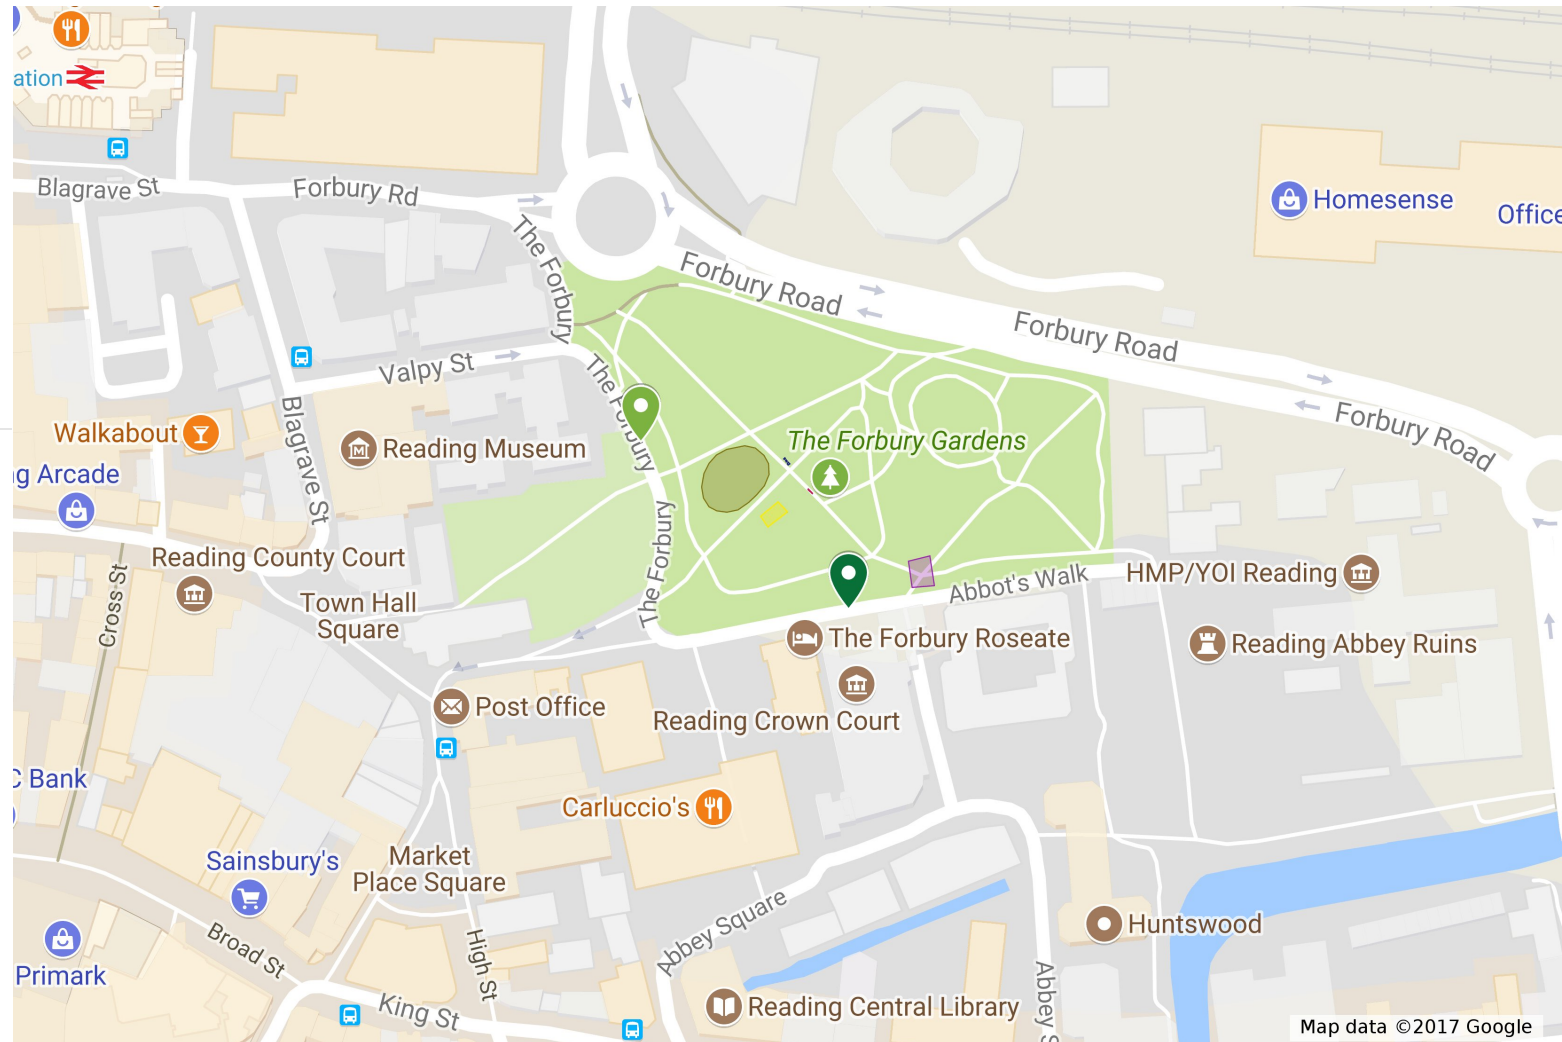 ation
Blagrave St
Forbury Rd
The Forbury
Forbury Road
Homesense
Office
Forbury Road
Valpy St
The Forbury
Forbury Road
Walkabout
Blagrave St
Reading Museum
The Forbury Gardens
g Arcade
The Forbury
Reading County Court
Cross St
Town Hall
Square
Abbot's Walk
HMP/YOI Reading
The Forbury Roseate
Reading Abbey Ruins
Post Office
Reading Crown Court
C Bank
Carluccio's
Sainsbury's
Market
Place Square
Abbey Square
Huntswood
Broad St
High St
Primark
King St
Reading Central Library
Abbey S
Map data ©2017 Google